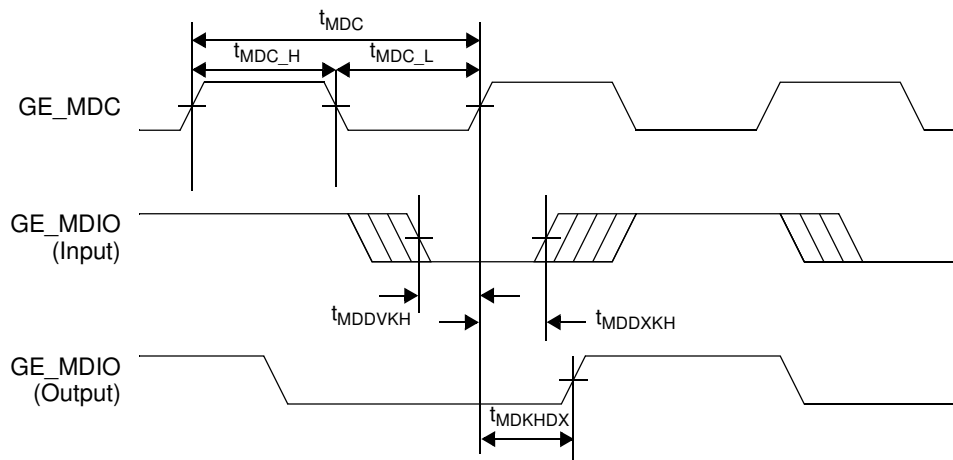 tMDC
tMDC_H
tMDC_L
GE_MDC
GE_MDIO
(Input)
tMDDVKH
tMDDXKH
GE_MDIO
(Output)
tMDKHDX